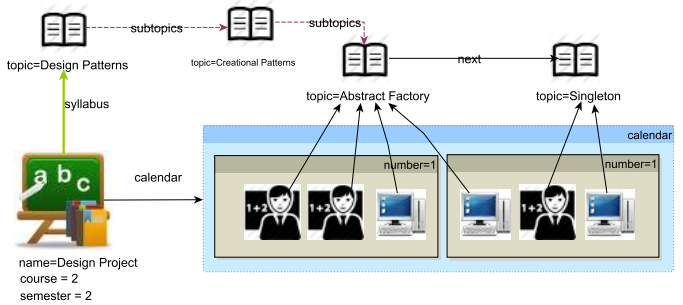 subtopics
subtopics
topic=Design Patterns
topic=Creational Patterns
next
topic=Abstract Factory
topic=Singleton
syllabus
calendar
a b c
calendar
number=1
number=1
1+2
1+2
1+2
name=Design Project
course = 2
semester = 2